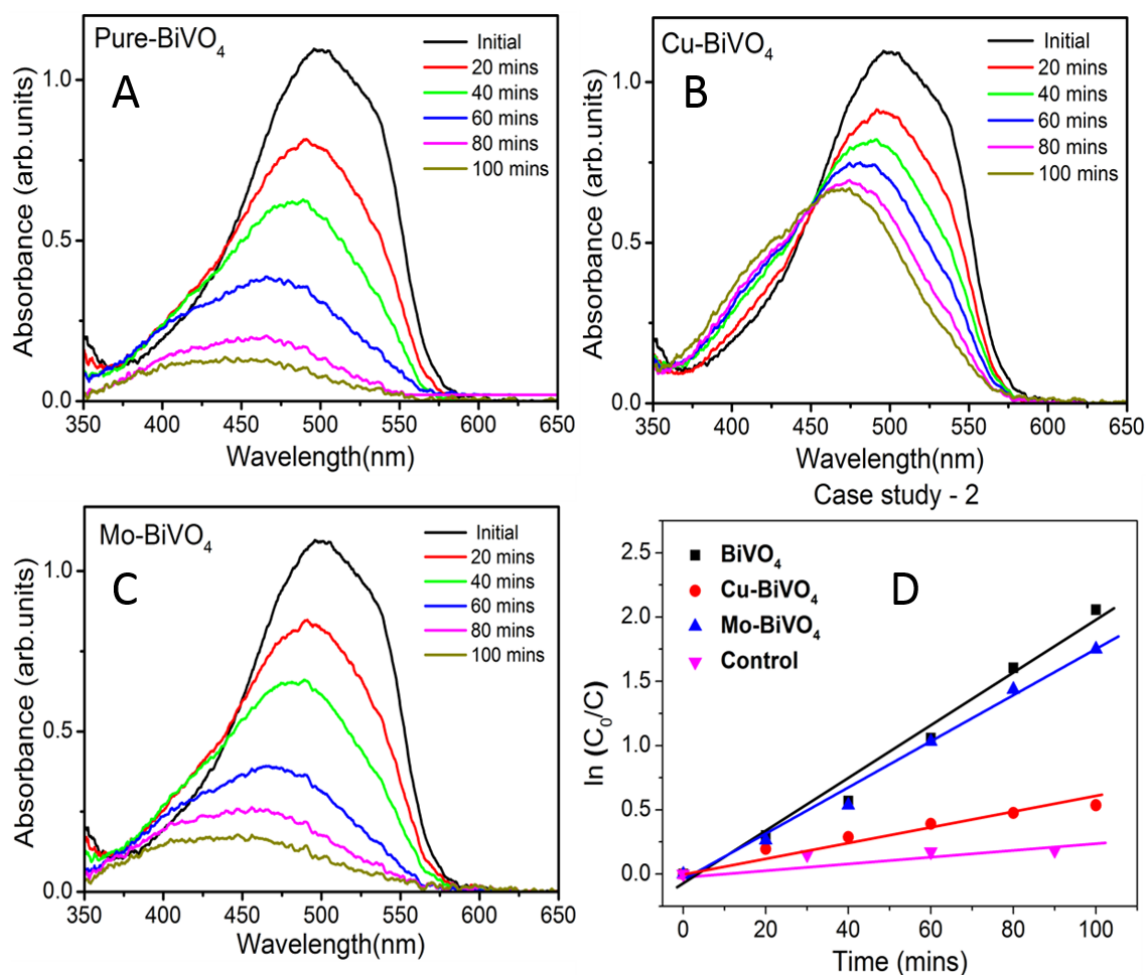 Pure-BiVO₄
A
Initial
20 mins
40 mins
60 mins
80 mins
100 mins
1.0
0.5
0.0
Absorbance (arb.units)
350 400 450 500 550 600 650
Wavelength(nm)
Cu-BiVO₄
B
Initial
20 mins
40 mins
60 mins
80 mins
100 mins
1.0
0.5
0.0
Absorbance (arb.units)
350 400 450 500 550 600 650
Wavelength(nm)
Mo-BiVO₄
C
Initial
20 mins
40 mins
60 mins
80 mins
100 mins
1.0
0.5
0.0
Absorbance (arb.units)
350 400 450 500 550 600 650
Wavelength(nm)
Case study - 2
D
BiVO₄
Cu-BiVO₄
Mo-BiVO₄
Control
2.5
2.0
1.5
1.0
0.5
0.0
ln (C₀/C)
0 20 40 60 80 100
Time (mins)